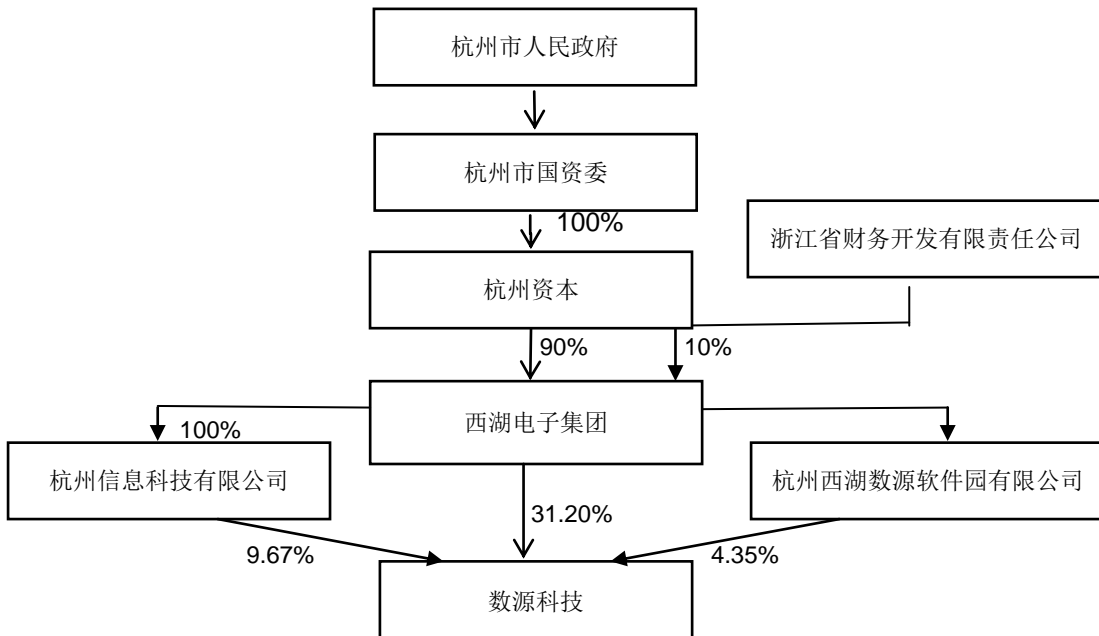 杭州市人民政府
杭州市国资委
100%
浙江省财务开发有限责任公司
杭州资本
90%
10%
西湖电子集团
100%
杭州信息科技有限公司
杭州西湖数源软件园有限公司
31.20%
9.67%
4.35%
数源科技